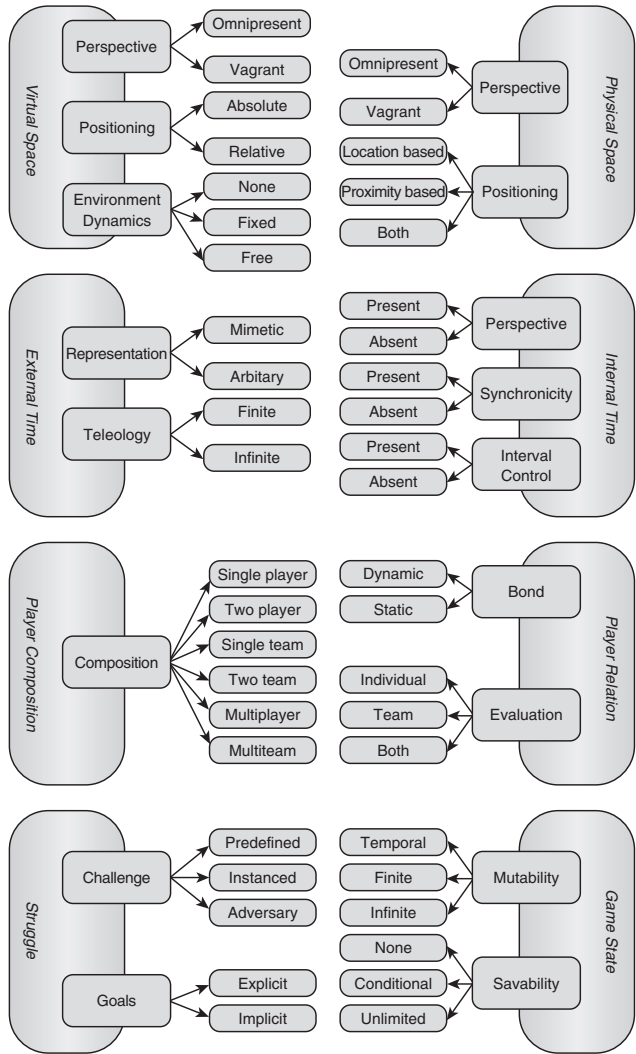 Virtual Space
Perspective
Omnipresent
Vagrant
Positioning
Absolute
Relative
Environment
Dynamics
None
Fixed
Free
Physical Space
Perspective
Omnipresent
Vagrant
Positioning
Location based
Proximity based
Both
External Time
Representation
Mimetic
Arbitary
Teleology
Finite
Infinite
Internal Time
Perspective
Present
Absent
Synchronicity
Present
Absent
Interval
Control
Present
Absent
Player Composition
Composition
Single player
Two player
Single team
Two team
Multiplayer
Multiteam
Player Relation
Bond
Dynamic
Static
Evaluation
Individual
Team
Both
Struggle
Challenge
Predefined
Instanced
Adversary
Goals
Explicit
Implicit
Game State
Mutability
Temporal
Finite
Infinite
Savability
None
Conditional
Unlimited